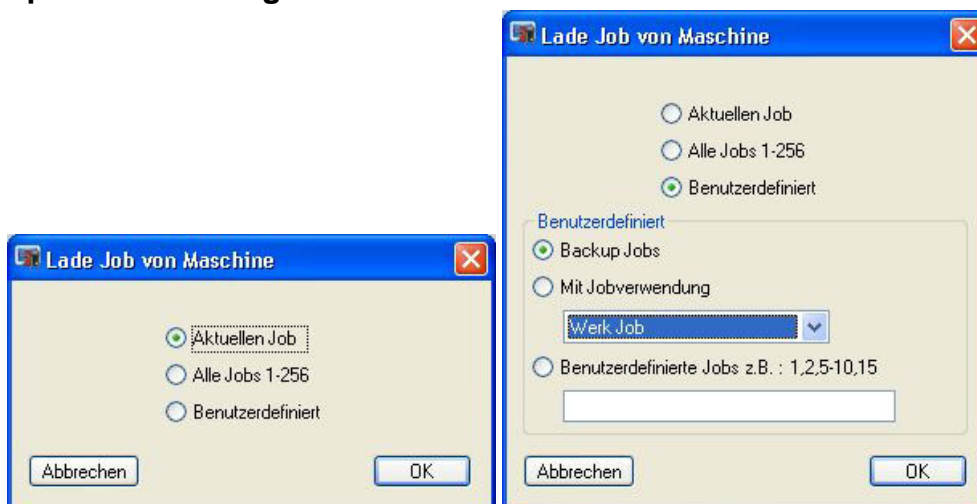 Lade Job von Maschine
Aktuellen Job
Alle Jobs 1-256
Benutzerdefiniert
Abbrechen
OK
Lade Job von Maschine
Aktuellen Job
Alle Jobs 1-256
Benutzerdefiniert
Benutzerdefiniert
Backup Jobs
Mit Jobverwendung
Werk Job
Benutzerdefinierte Jobs z.B. : 1,2,5-10,15
Abbrechen
OK